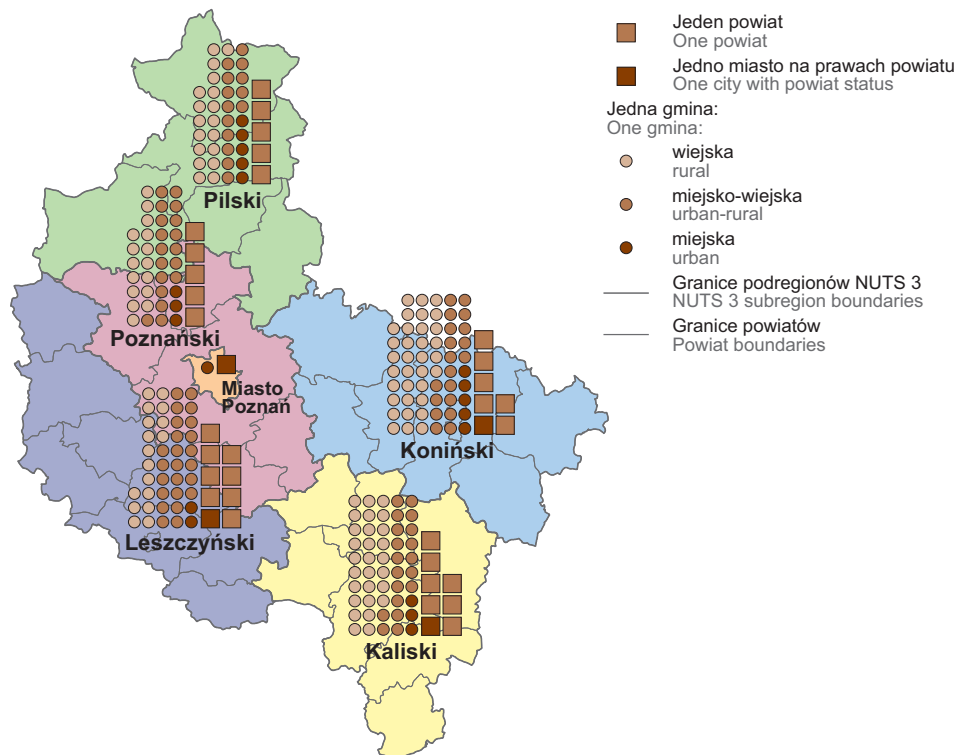 Jeden powiat
One powiat
Jedno miasto na prawach powiatu
One city with powiat status
Jedna gmina:
One gmina:
wiejska
rural
miejsko-wiejska
urban-rural
miejska
urban
Granice podregionów NUTS 3
NUTS 3 subregion boundaries
Granice powiatów
Powiat boundaries
Pilski
Poznański
Miasto
Poznań
Koniński
Leszczyński
Kaliski